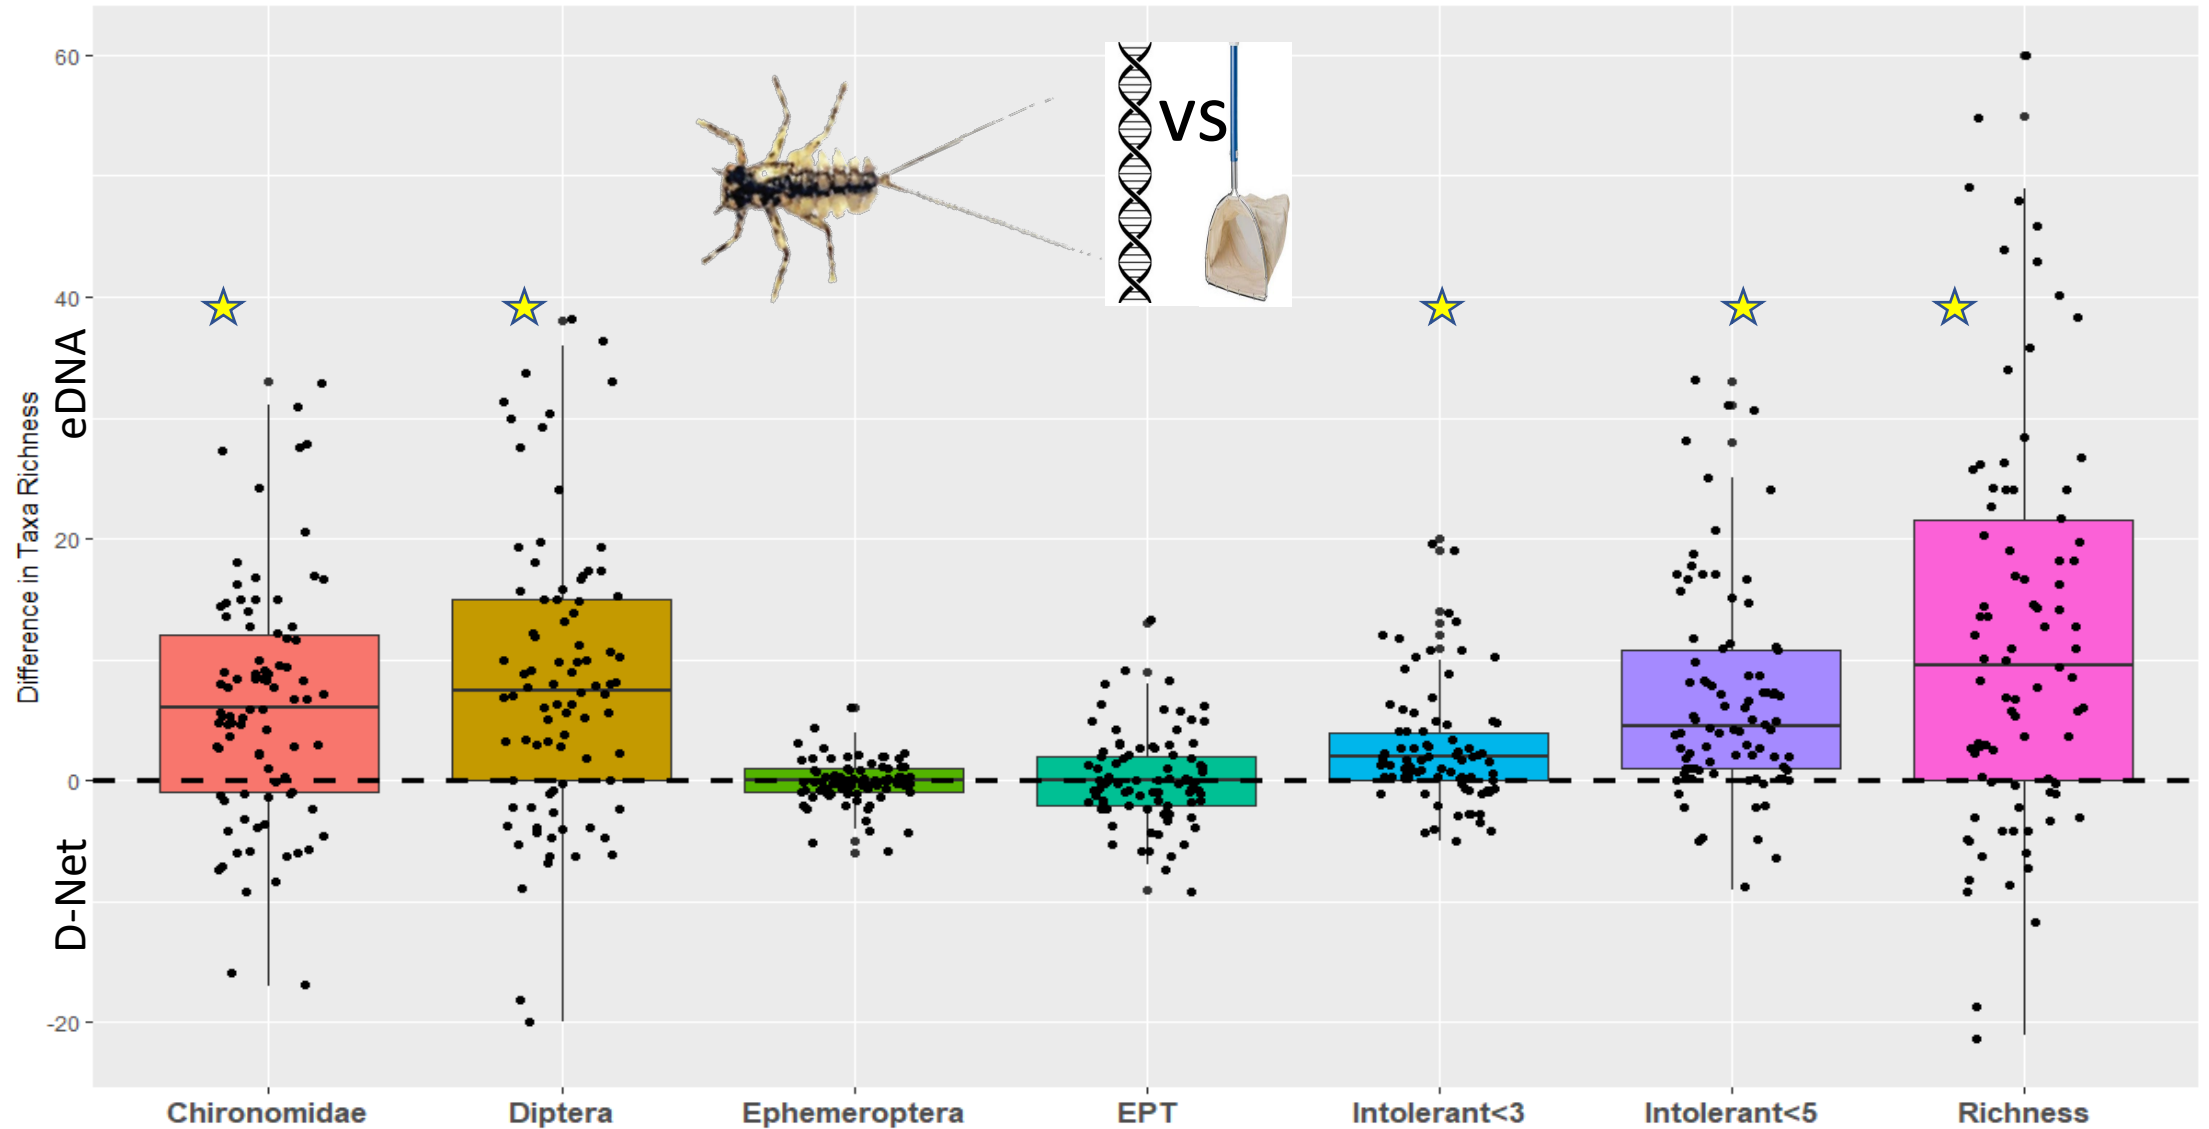 60
40
20
0
-20
Difference in Taxa Richness
eDNA
D-Net
vs
Chironomidae
Diptera
Ephemeroptera
EPT
Intolerant<3
Intolerant<5
Richness